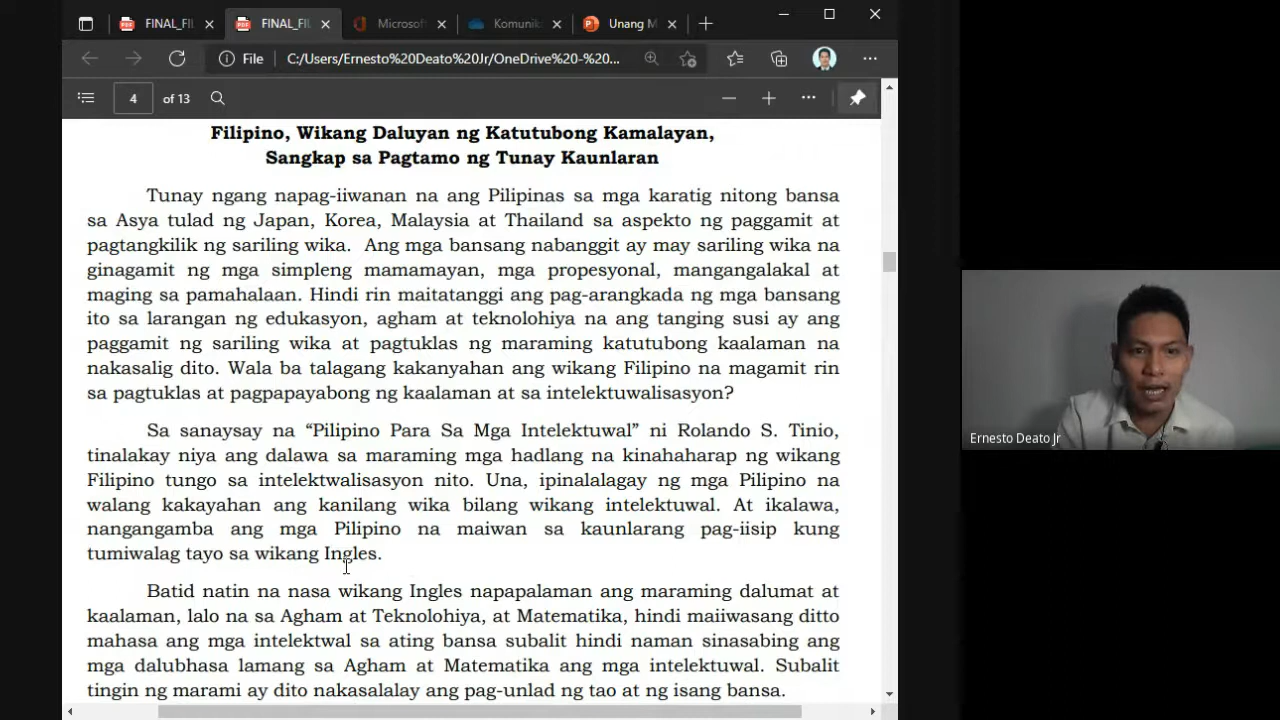 FINAL_FIL
FINAL_FIL
Microsoft
Komunik
Unang M
File
C:/Users/Ernesto%20Deato%20Jr/OneDrive%20-%20...
4 of 13
Filipino, Wikang Daluyan ng Katutubong Kamalayan,
Sangkap sa Pagtamo ng Tunay Kaunlaran
Tunay ngang napag-iiwanan na ang Pilipinas sa mga karatig nitong bansa
sa Asya tulad ng Japan, Korea, Malaysia at Thailand sa aspekto ng paggamit at
pagtangkilik ng sariling wika. Ang mga bansang nabanggit ay may sariling wika na
ginagamit ng mga simpleng mamamayan, mga propesyonal, mangangalakal at
maging sa pamahalaan. Hindi rin maitatanggi ang pag-arangkada ng mga bansang
ito sa larangan ng edukasyon, agham at teknolohiya na ang tanging susi ay ang
paggamit ng sariling wika at pagtuklas ng maraming katutubong kaalaman na
nakasalig dito. Wala ba talagang kakanyahan ang wikang Filipino na magamit rin
sa pagtuklas at pagpapayabong ng kaalaman at sa intelektuwalisasyon?
Sa sanaysay na “Pilipino Para Sa Mga Intelektuwal” ni Rolando S. Tinio,
tinalakay niya ang dalawa sa maraming mga hadlang na kinahaharap ng wikang
Filipino tungo sa intelektwalisasyon nito. Una, ipinalalagay ng mga Pilipino na
walang kakayahan ang kanilang wika bilang wikang intelektuwal. At ikalawa,
nangangamba ang mga Pilipino na maiwan sa kaunlarang pag-iisip kung
tumiwalag tayo sa wikang Ingles.
Batid natin na nasa wikang Ingles napapalaman ang maraming dalumat at
kaalaman, lalo na sa Agham at Teknolohiya, at Matematika, hindi maiiwasang ditto
mahasa ang mga intelektwal sa ating bansa subalit hindi naman sinasabing ang
mga dalubhasa lamang sa Agham at Matematika ang mga intelektuwal. Subalit
tingin ng marami ay dito nakasalalay ang pag-unlad ng tao at ng isang bansa.
Ernesto Deato Jr